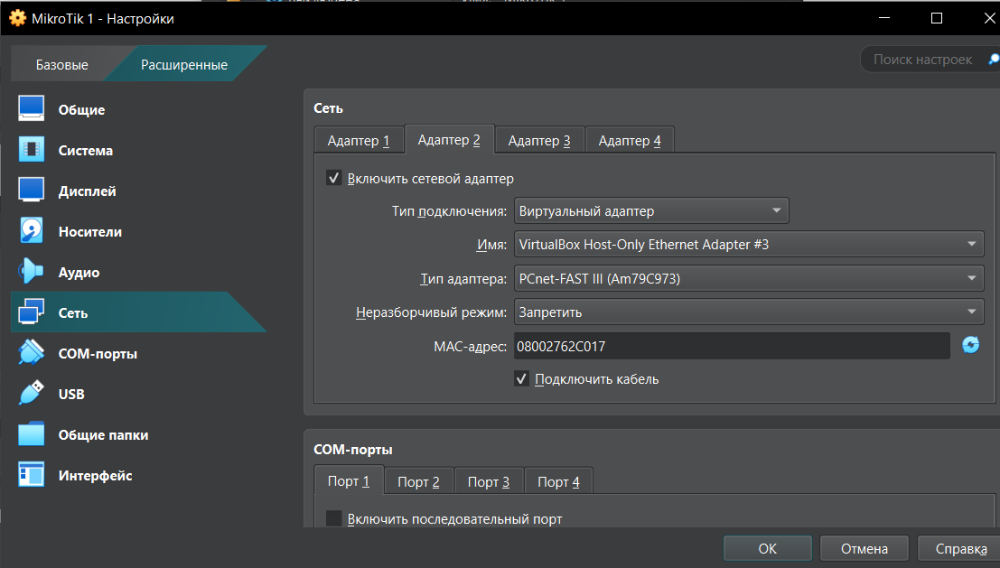 MikroTik 1 - Настройки
Базовые
Расширенные
Поиск настроек
Общие
Система
Дисплей
Носители
Аудио
Сеть
COM-порты
USB
Общие папки
Интерфейс
Сеть
Адаптер 1
Адаптер 2
Адаптер 3
Адаптер 4
Включить сетевой адаптер
Тип подключения: Виртуальный адаптер
Имя: VirtualBox Host-Only Ethernet Adapter #3
Тип адаптера: PCnet-FAST III (Am79C973)
Неразборчивый режим: Запретить
MAC-адрес: 08002762C017
Подключить кабель
COM-порты
Порт 1
Порт 2
Порт 3
Порт 4
Включить последовательный порт
OK
Отмена
Справка